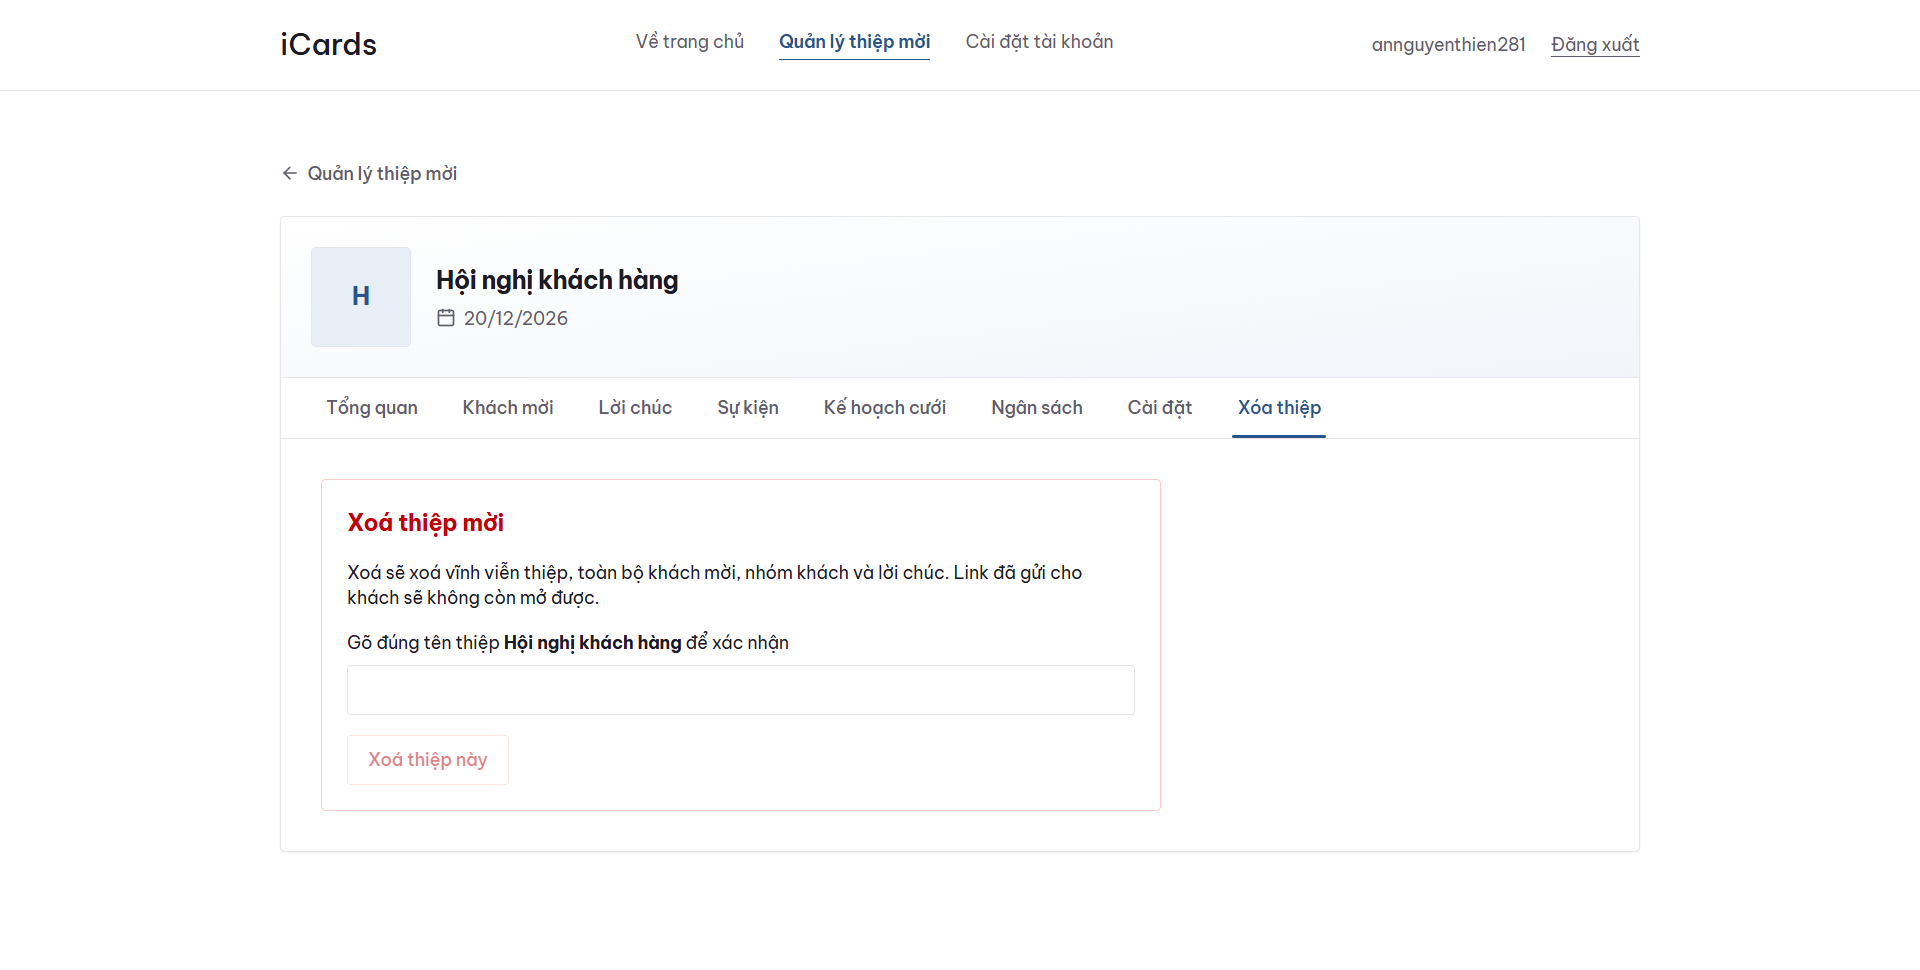 iCards
Về trang chủ
Quản lý thiệp mời
Cài đặt tài khoản
annguyenthien281
Đăng xuất
Quản lý thiệp mời
H
Hội nghị khách hàng
20/12/2026
Tổng quan
Khách mời
Lời chúc
Sự kiện
Kế hoạch cưới
Ngân sách
Cài đặt
Xóa thiệp
Xoá thiệp mời
Xoá sẽ xoá vĩnh viễn thiệp, toàn bộ khách mời, nhóm khách và lời chúc. Link đã gửi cho
khách sẽ không còn mở được.
Gõ đúng tên thiệp Hội nghị khách hàng để xác nhận
Xoá thiệp này